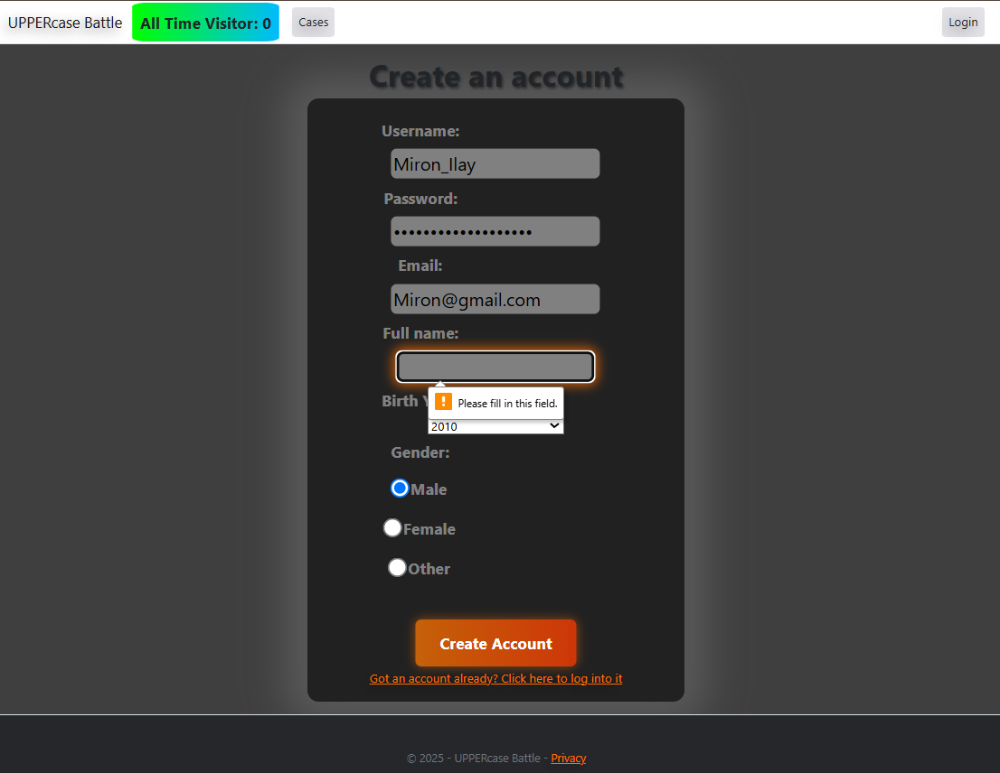 UPPERcase Battle All Time Visitor: 0 Cases Login
Create an account
Username:
Miron_Ilay
Password:
•••••••••••••••••••
Email:
Miron@gmail.com
Full name:
Please fill in this field.
Birth
2010
Gender:
Male
Female
Other
Create Account
Got an account already? Click here to log into it
© 2025 - UPPERcase Battle - Privacy